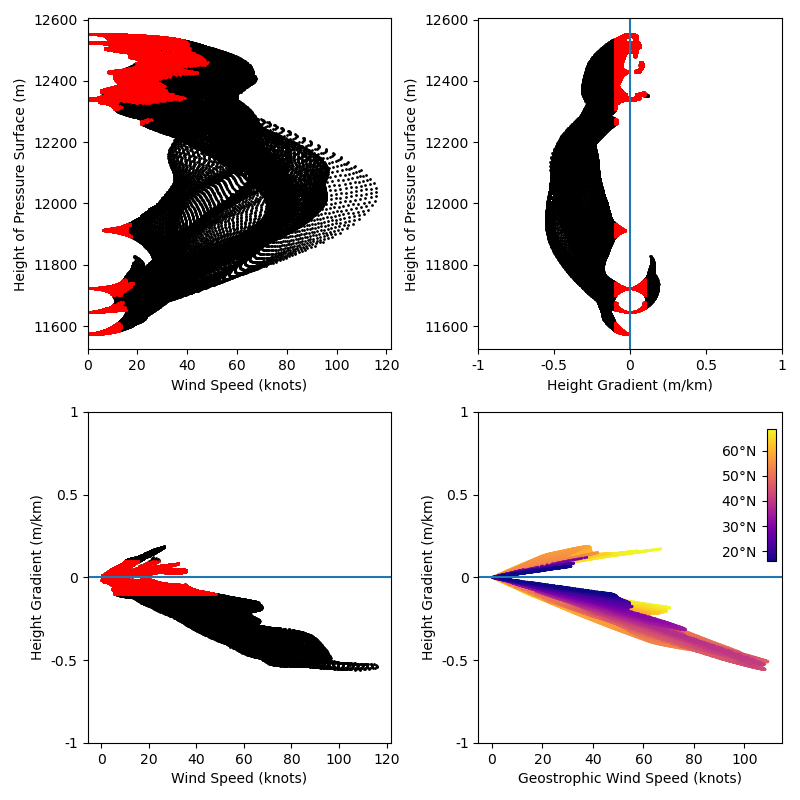 12600
12400
12200
12000
11800
11600
Height of Pressure Surface (m)
0 20 40 60 80 100 120
Wind Speed (knots)
12600
12400
12200
12000
11800
11600
Height of Pressure Surface (m)
-1 -0.5 0 0.5 1
Height Gradient (m/km)
1
0.5
0
-0.5
-1
Height Gradient (m/km)
0 20 40 60 80 100 120
Wind Speed (knots)
1
0.5
0
-0.5
-1
Height Gradient (m/km)
60°N
50°N
40°N
30°N
20°N
0 20 40 60 80 100
Geostrophic Wind Speed (knots)